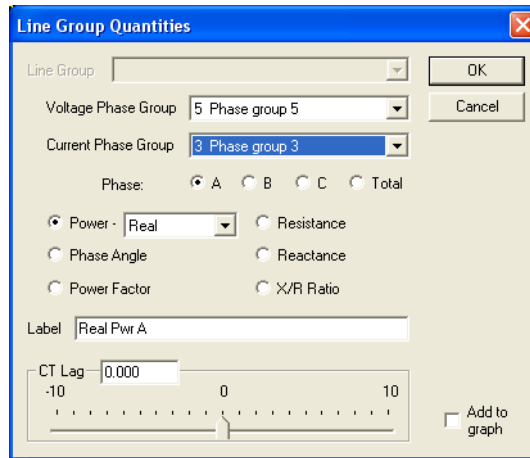 Line Group Quantities
Line Group
OK
Voltage Phase Group 5 Phase group 5
Cancel
Current Phase Group 3 Phase group 3
Phase: A B C Total
Power - Real Resistance
Phase Angle Reactance
Power Factor X/R Ratio
Label Real Pwr A
CT Lag 0.000
-10 0 10
Add to
graph